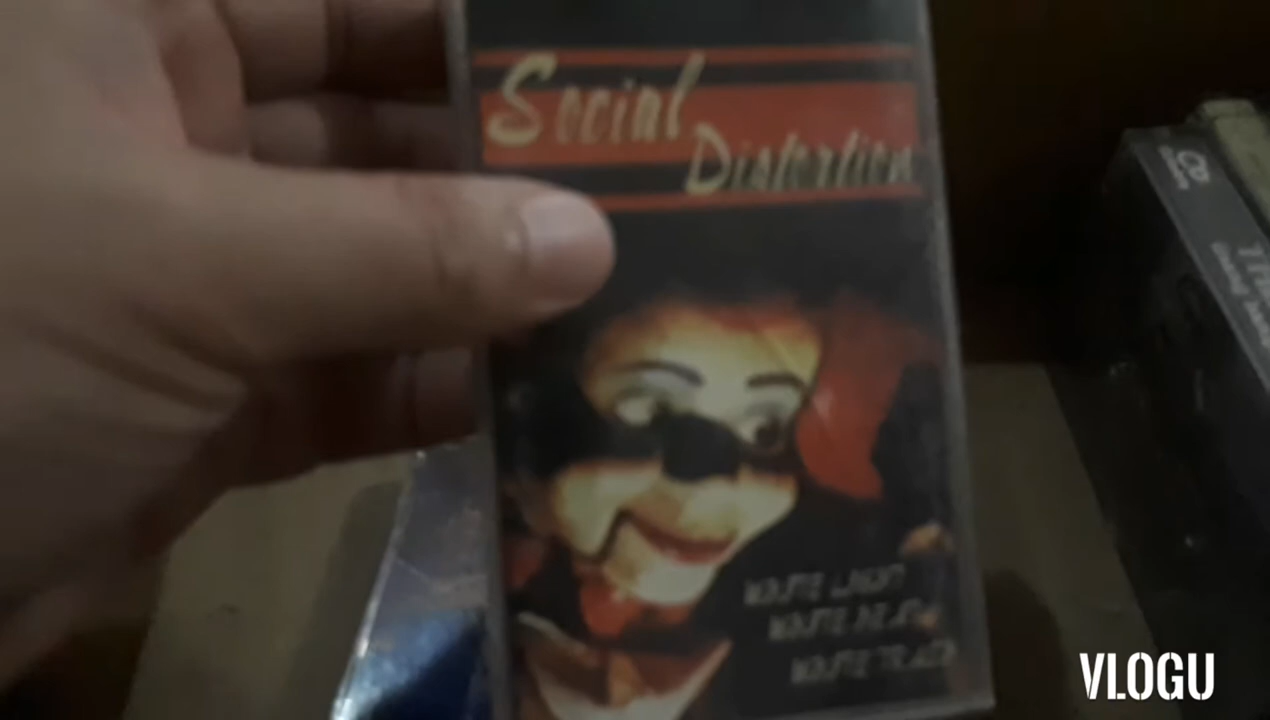 Social
Distortion
WHITE LIGHT
WHITE HEAT
WHITE TRASH
VLOGU